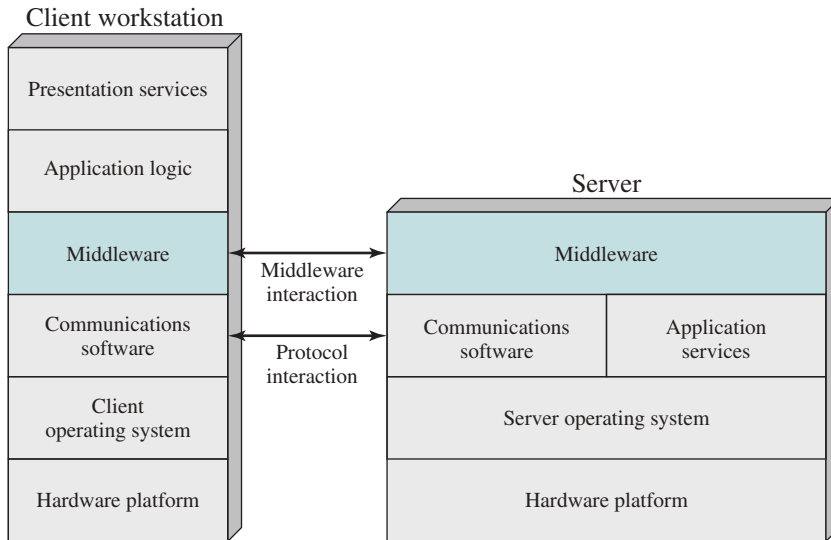 Client workstation
Presentation services
Application logic
Middleware
Communications
software
Client
operating system
Hardware platform
Middleware
interaction
Protocol
interaction
Server
Middleware
Communications
software
Application
services
Server operating system
Hardware platform